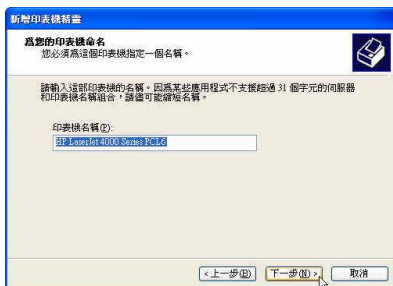 新增印表機精靈
為您的印表機命名
您必須為這個印表機指定一個名稱。
請輸入這部印表機的名稱。因為某些應用程式不支援超過 31 個字元的伺服器
和印表機名稱組合，請儘可能縮短名稱。
印表機名稱(P):
HP LaserJet 4000 Series PCL6
<上一步(B)
下一步(N)>
取消